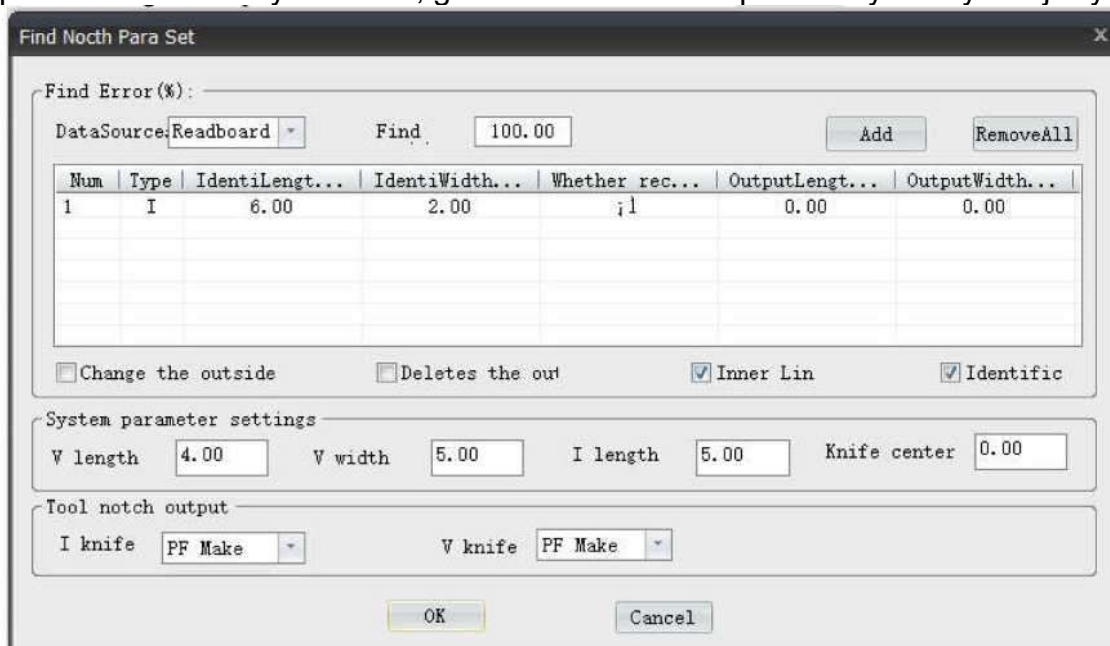 Find Nocth Para Set x
Find Error(%):
DataSource: Readboard Find 100.00 Add RemoveAll
Num Type IdentiLengt... IdentiWidth... Whether rec... OutputLengt... OutputWidth...
1 I 6.00 2.00 ¡Ì 0.00 0.00
Change the outside Deletes the out Inner Lin Identific
System parameter settings
V length 4.00 V width 5.00 I length 5.00 Knife center 0.00
Tool notch output
I knife PF Make V knife PF Make
OK Cancel